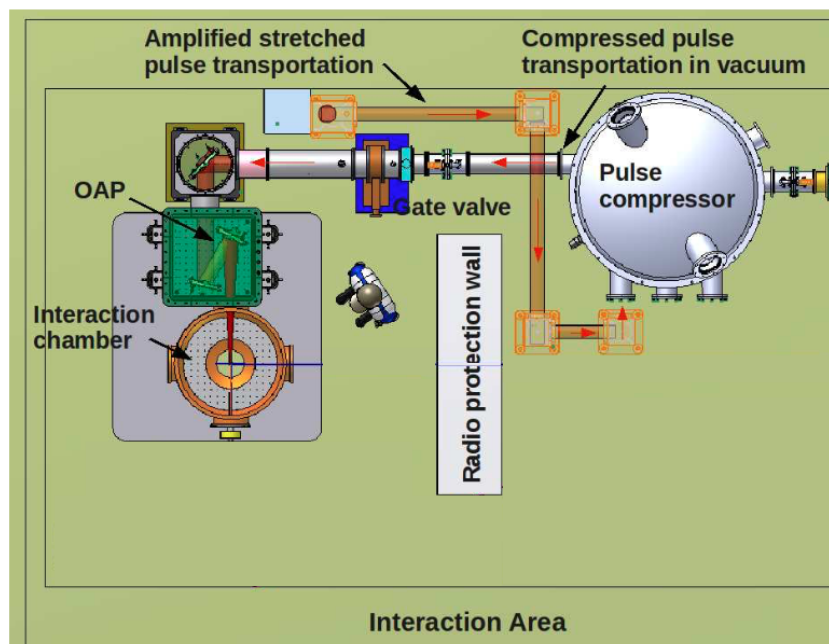 Amplified stretched
pulse transportation
Compressed pulse
transportation in vacuum
Pulse
compressor
OAP
Gate valve
Interaction
chamber
Radio protection wall
Interaction Area